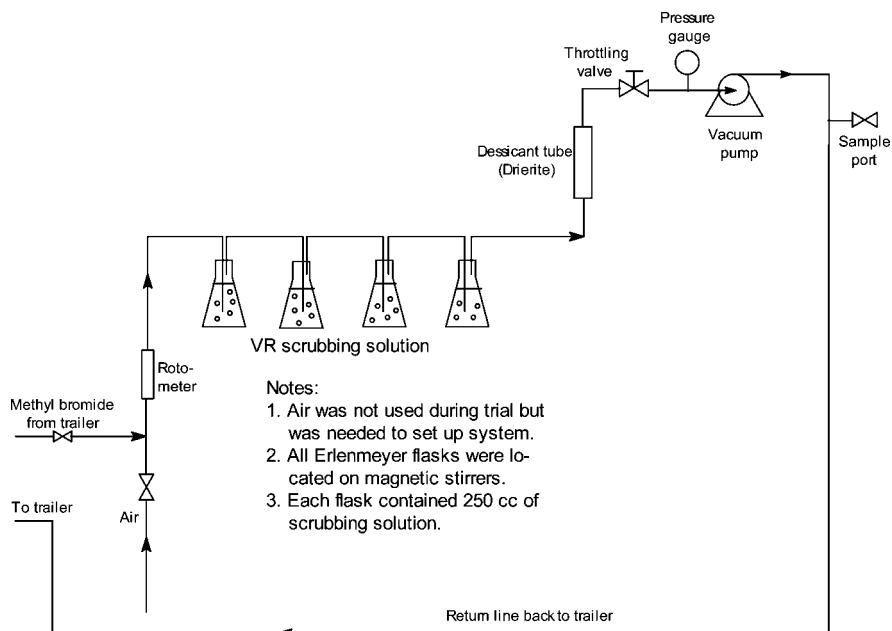 Pressure
gauge
Throttling
valve
Vacuum
pump
Sample
port
Dessicant tube
(Drierite)
VR scrubbing solution
Roto-
meter
Methyl bromide
from trailer
Air
To trailer
Notes:
1. Air was not used during trial but
was needed to set up system.
2. All Erlenmeyer flasks were lo-
cated on magnetic stirrers.
3. Each flask contained 250 cc of
scrubbing solution.
Return line back to trailer